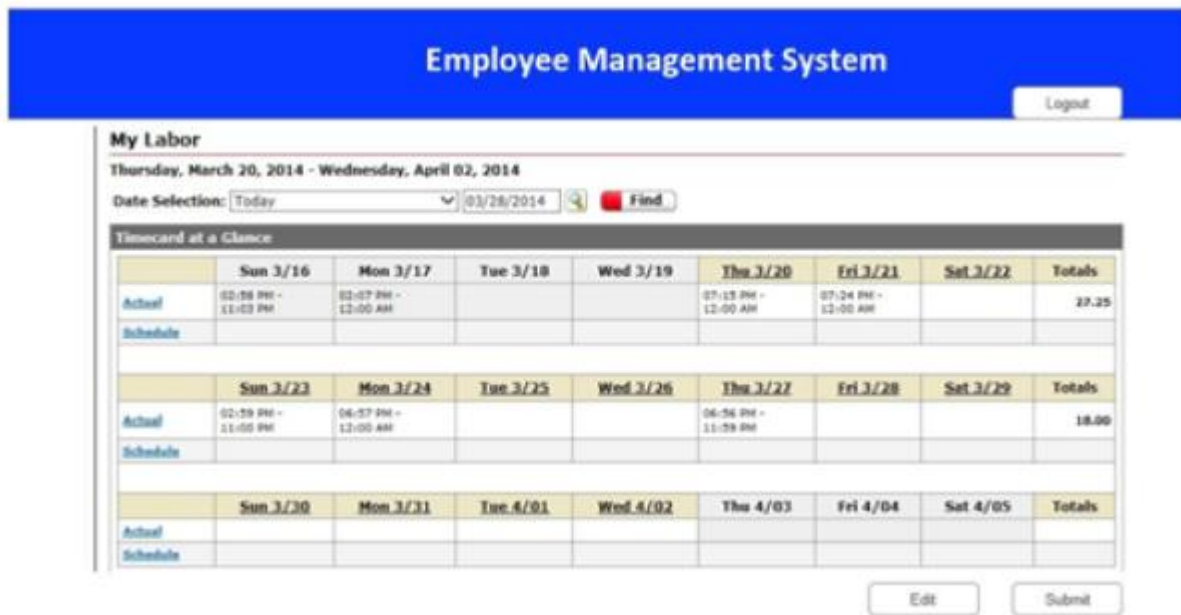 Employee Management System
Logout
My Labor
Thursday, March 20, 2014 - Wednesday, April 02, 2014
Date Selection: Today 03/28/2014 Find
Timecard at a Glance
Sun 3/16 Mon 3/17 Tue 3/18 Wed 3/19 Thu 3/20 Fri 3/21 Sat 3/22 Totals
Actual 02:56 PM - 11:03 PM 02:07 PM - 12:00 AM 07:15 PM - 12:00 AM 07:24 PM - 12:00 AM 27.25
Schedule
Sun 3/23 Mon 3/24 Tue 3/25 Wed 3/26 Thu 3/27 Fri 3/28 Sat 3/29 Totals
Actual 02:59 PM - 11:00 PM 06:57 PM - 12:00 AM 06:56 PM - 11:59 PM 18.00
Schedule
Sun 3/30 Mon 3/31 Tue 4/01 Wed 4/02 Thu 4/03 Fri 4/04 Sat 4/05 Totals
Actual
Schedule
Edit Submit